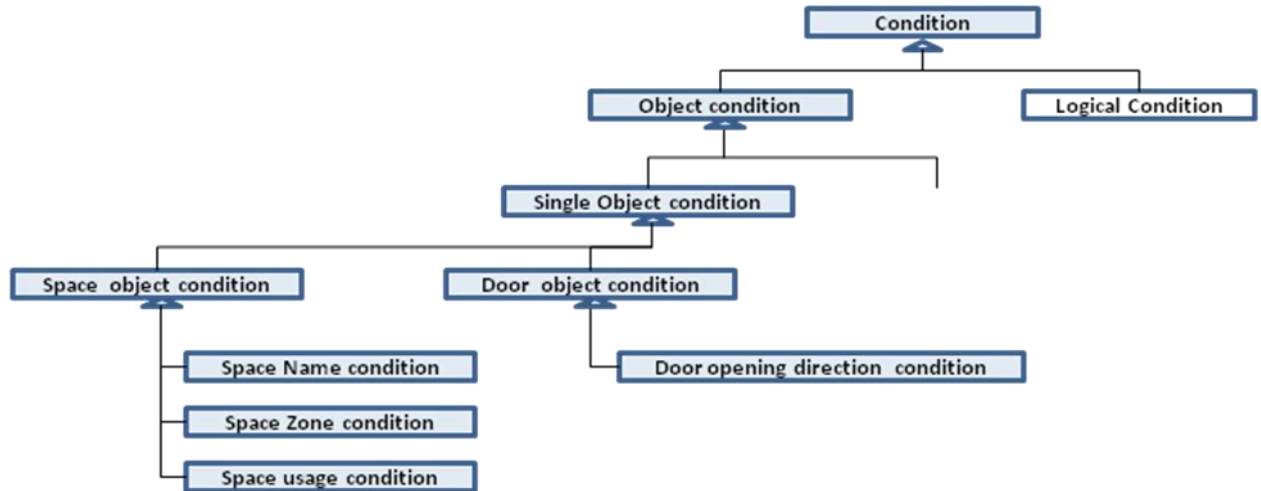 Condition
Object condition
Logical Condition
Single Object condition
Space object condition
Door object condition
Space Name condition
Door opening direction condition
Space Zone condition
Space usage condition